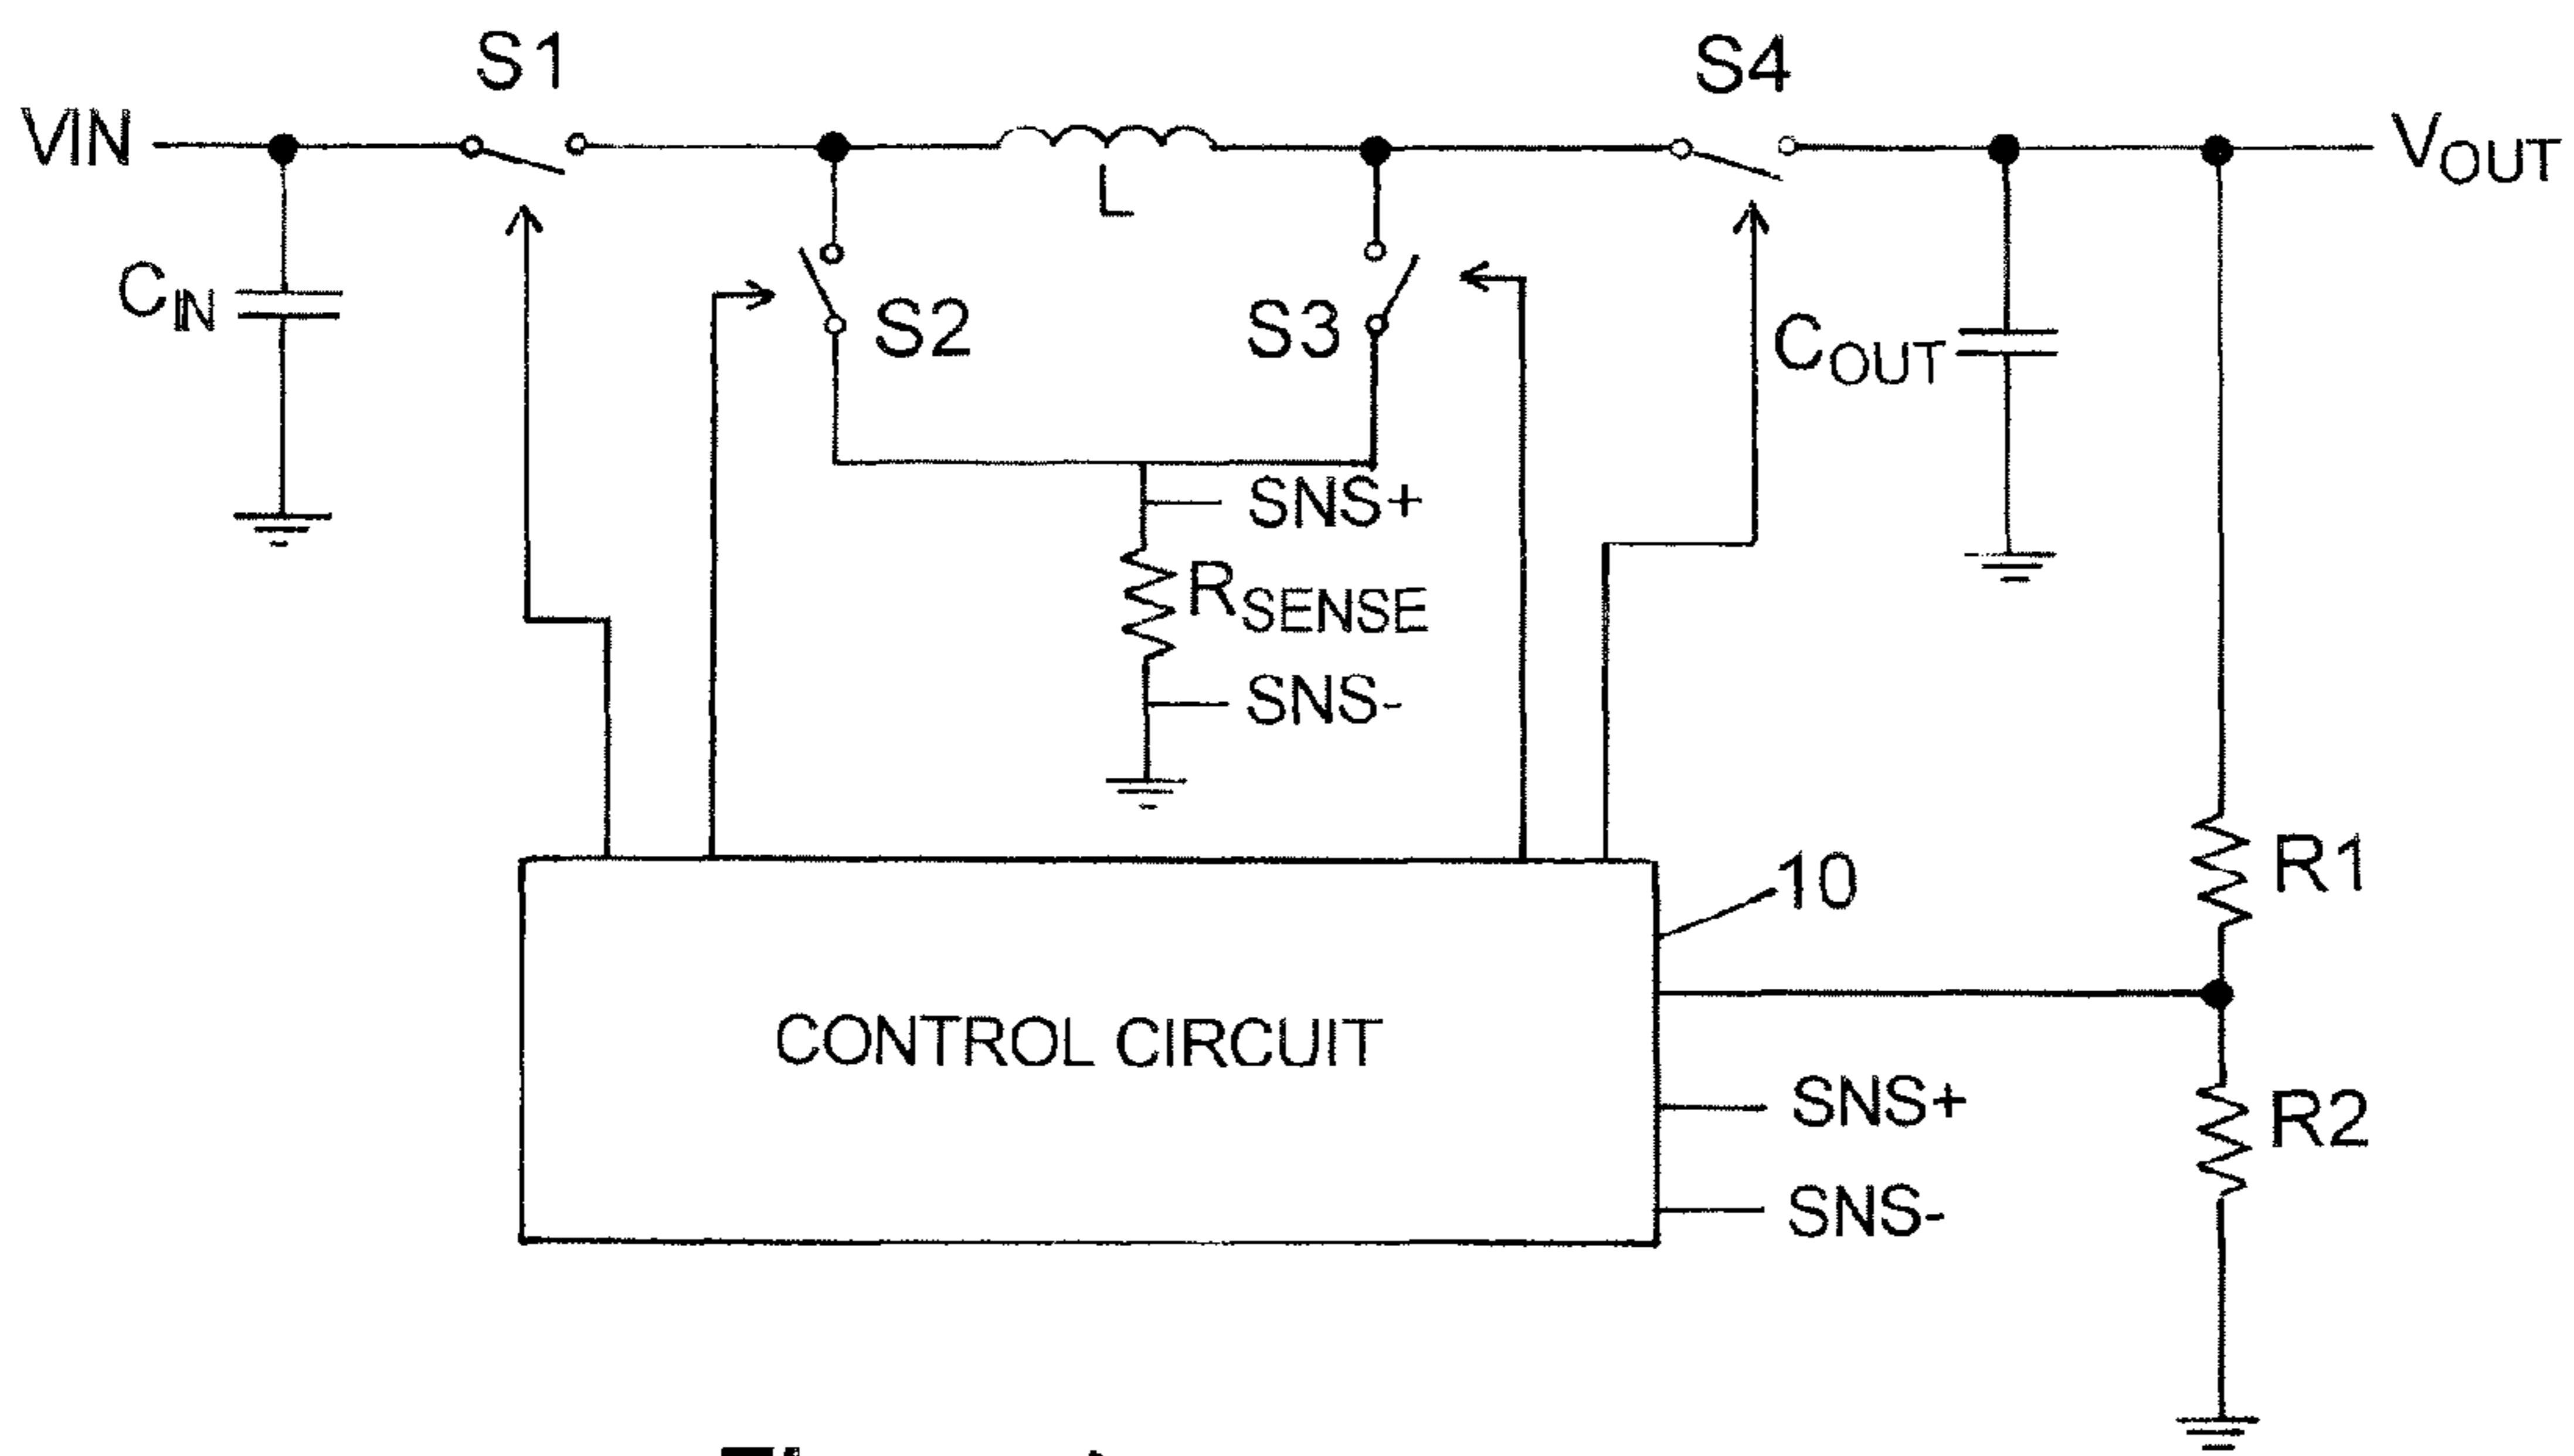 S1
S4
VIN
VOUT
L
CIN
S2
S3
COUT
SNS+
RSENSE
SNS-
R1
10
CONTROL CIRCUIT
SNS+
R2
SNS-